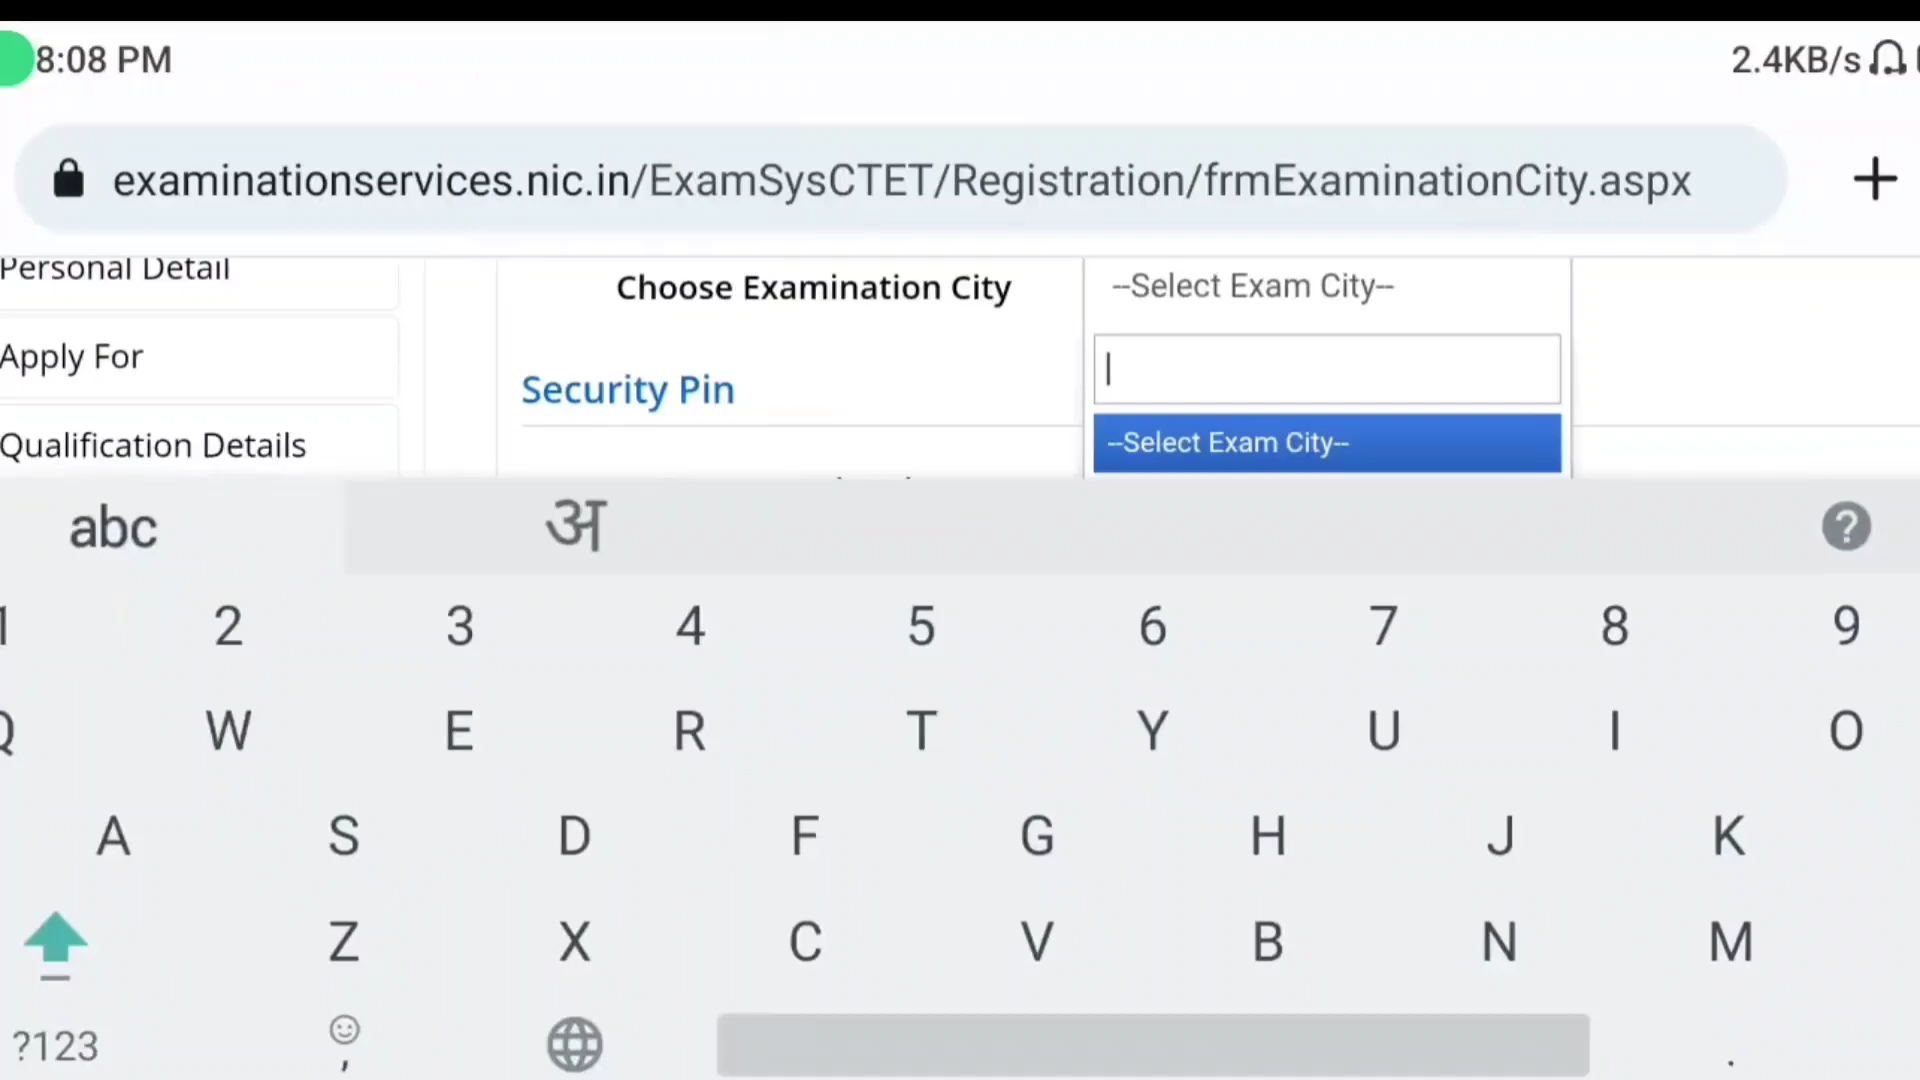 8:08 PM
2.4KB/s
examinationservices.nic.in/ExamSysCTET/Registration/frmExaminationCity.aspx
Personal Detail
Choose Examination City
--Select Exam City--
Apply For
Security Pin
--Select Exam City--
Qualification Details
abc
अ
?
1 2 3 4 5 6 7 8 9
Q W E R T Y U I O
A S D F G H J K
Z X C V B N M
?123 , .